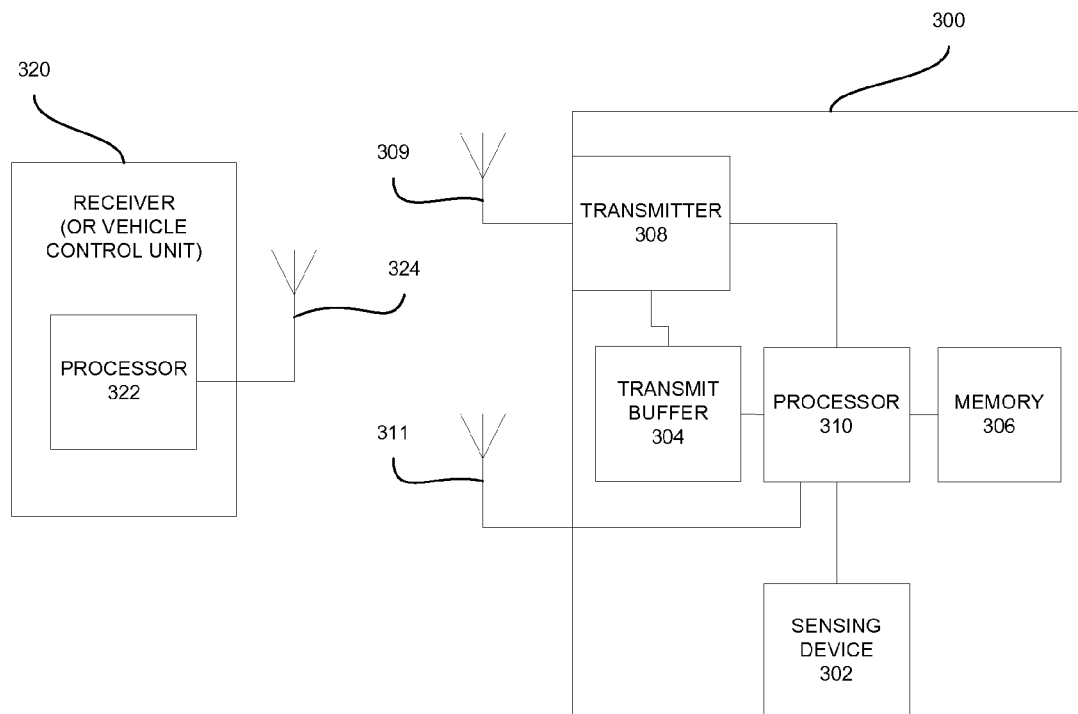 300
320
RECEIVER
(OR VEHICLE
CONTROL UNIT)
PROCESSOR
322
309
324
311
TRANSMITTER
308
TRANSMIT
BUFFER
304
PROCESSOR
310
MEMORY
306
SENSING
DEVICE
302